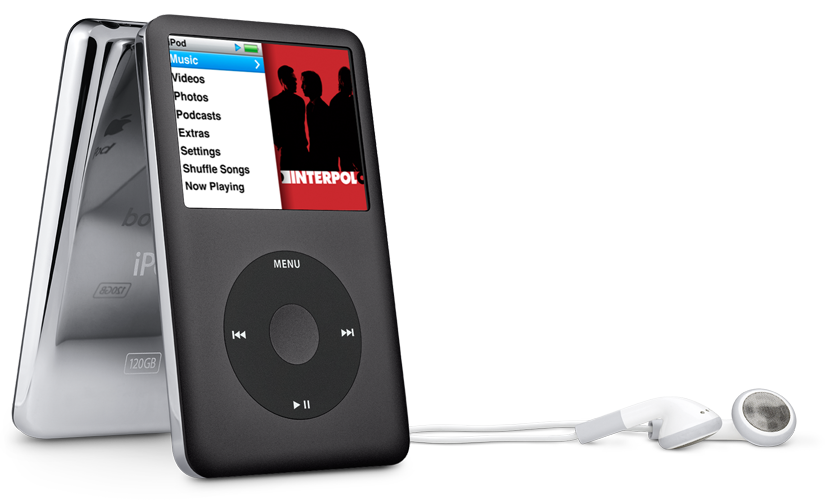 iPod
Music
Videos
Photos
Podcasts
Extras
Settings
Shuffle Songs
Now Playing
INTERPOL
MENU
120GB